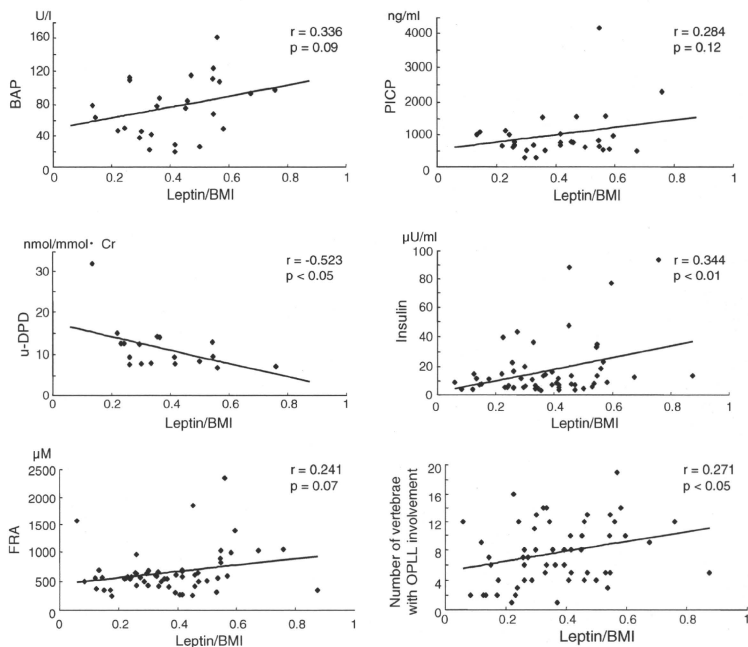 U/l
r = 0.336
p = 0.09
BAP
160
120
80
40
0
0 0.2 0.4 0.6 0.8 1
Leptin/BMI
ng/ml
r = 0.284
p = 0.12
PICP
4000
3000
2000
1000
0
0 0.2 0.4 0.6 0.8 1
Leptin/BMI
nmol/mmol· Cr
r = -0.523
p < 0.05
u-DPD
30
20
10
0
0 0.2 0.4 0.6 0.8 1
Leptin/BMI
µU/ml
r = 0.344
p < 0.01
Insulin
100
80
60
40
20
0
0 0.2 0.4 0.6 0.8 1
Leptin/BMI
µM
r = 0.241
p = 0.07
FRA
2500
2000
1500
1000
500
0
0 0.2 0.4 0.6 0.8 1
Leptin/BMI
r = 0.271
p < 0.05
Number of vertebrae
with OPLL involvement
20
16
12
8
4
0
0 0.2 0.4 0.6 0.8 1
Leptin/BMI